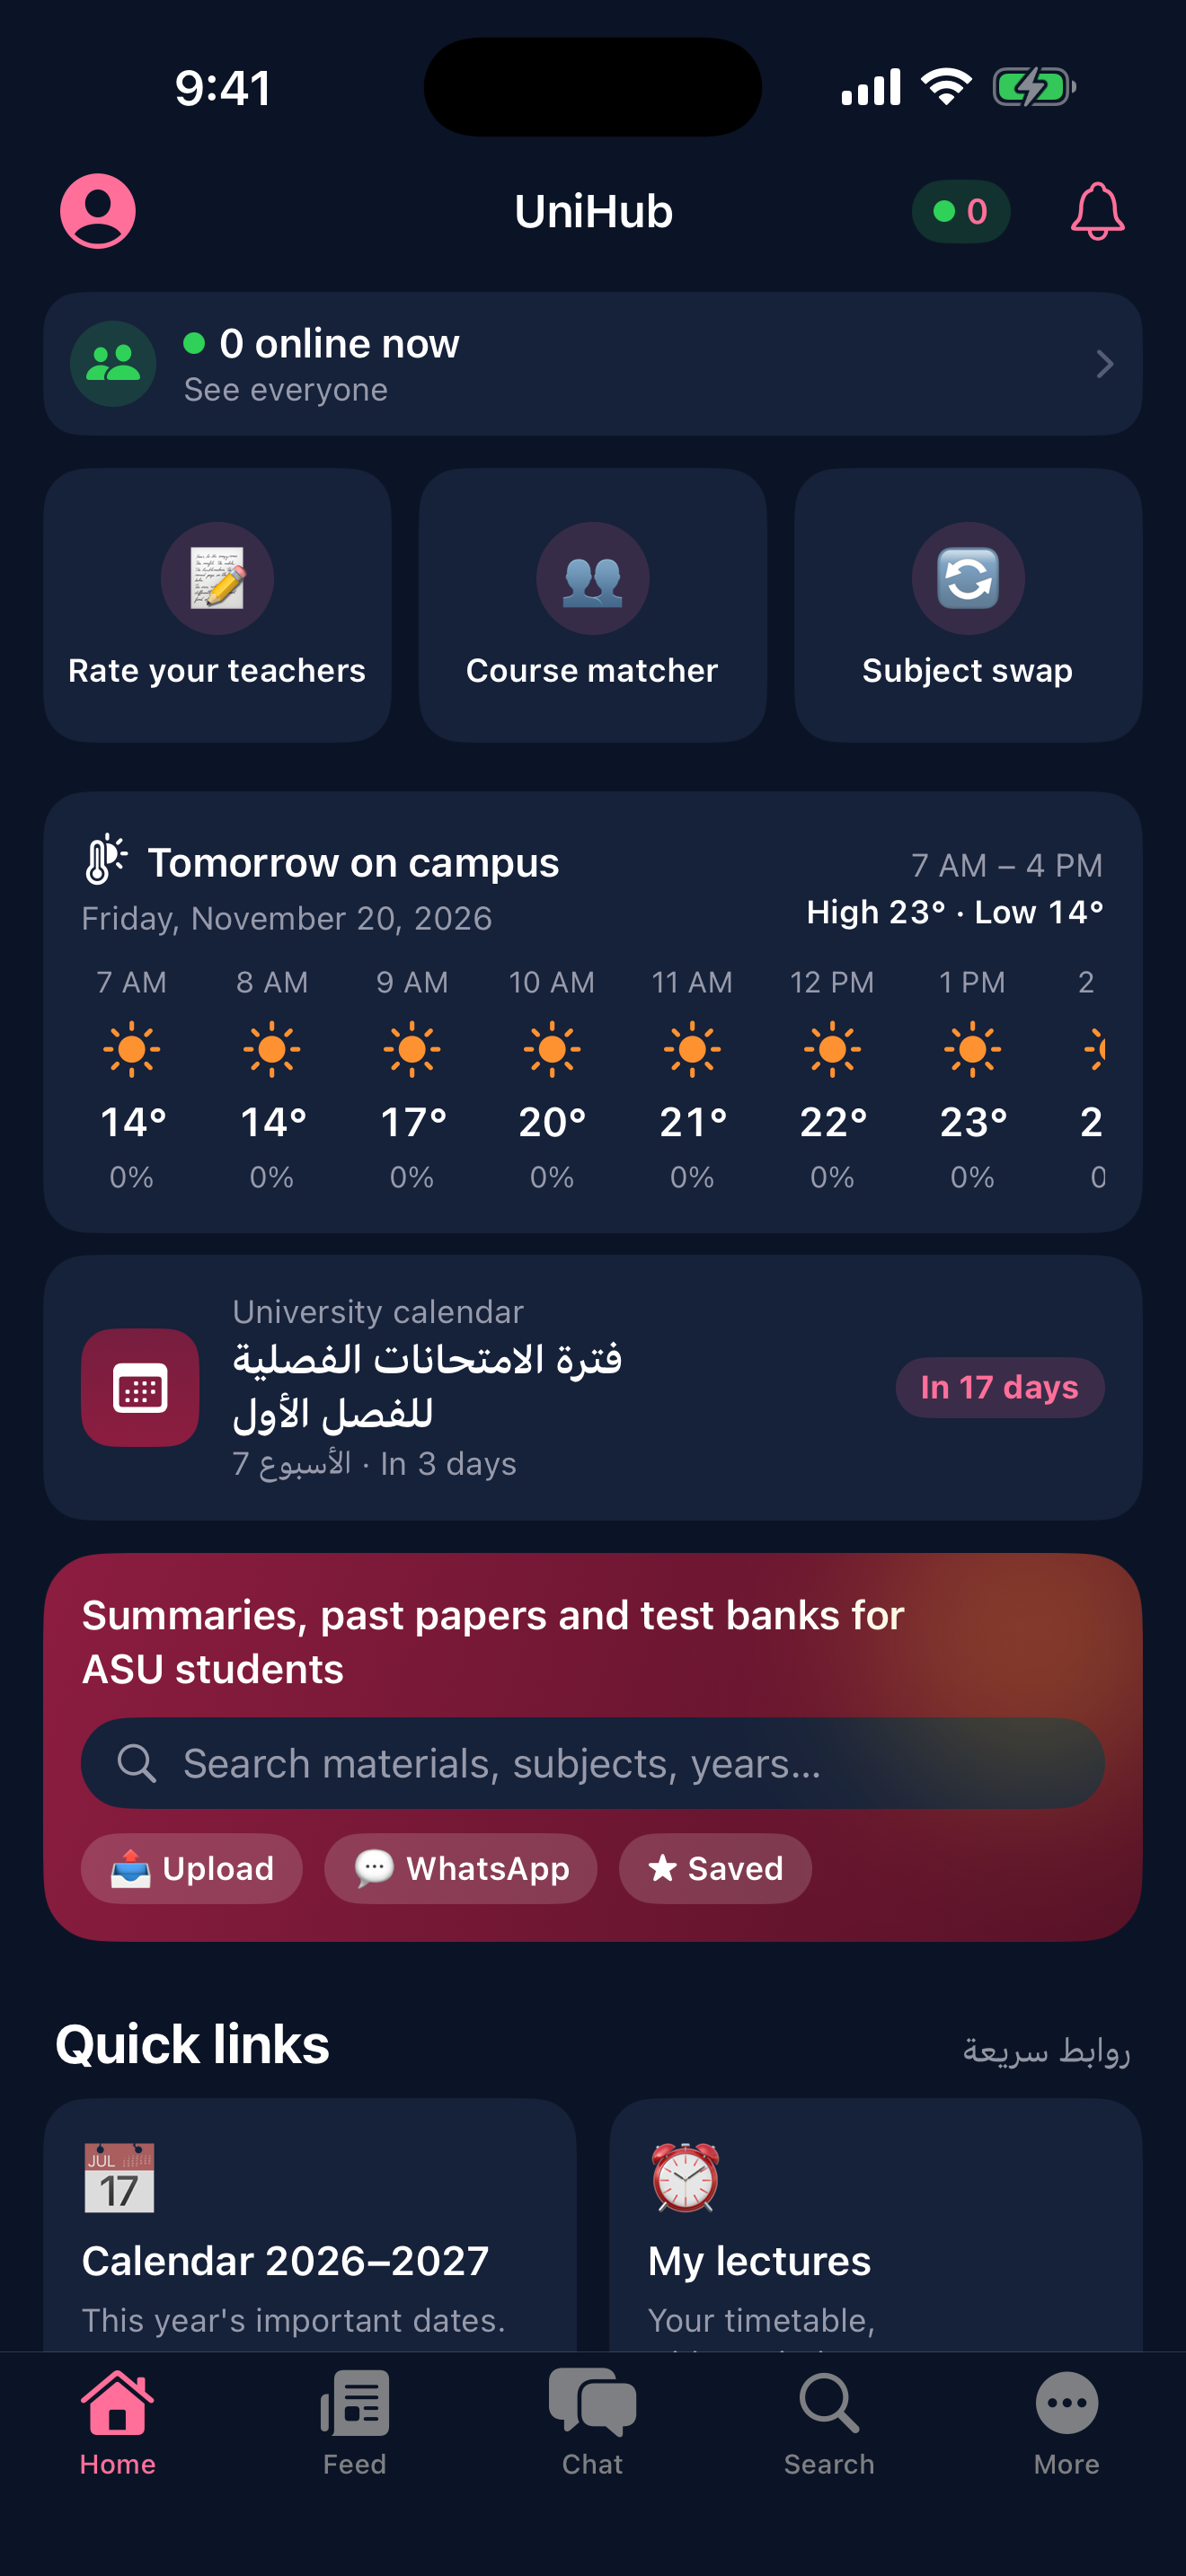 9:41
UniHub
0
0 online now
See everyone
Rate your teachers
Course matcher
Subject swap
Tomorrow on campus
7 AM – 4 PM
Friday, November 20, 2026
High 23° · Low 14°
7 AM 8 AM 9 AM 10 AM 11 AM 12 PM 1 PM 2
14° 14° 17° 20° 21° 22° 23° 2
0% 0% 0% 0% 0% 0% 0% 0
University calendar
فترة الامتحانات الفصلية
للفصل الأول
الأسبوع 7 · In 3 days
In 17 days
Summaries, past papers and test banks for
ASU students
Search materials, subjects, years...
Upload
WhatsApp
Saved
Quick links
روابط سريعة
JUL
17
Calendar 2026–2027
This year's important dates.
My lectures
Your timetable,
Home
Feed
Chat
Search
More